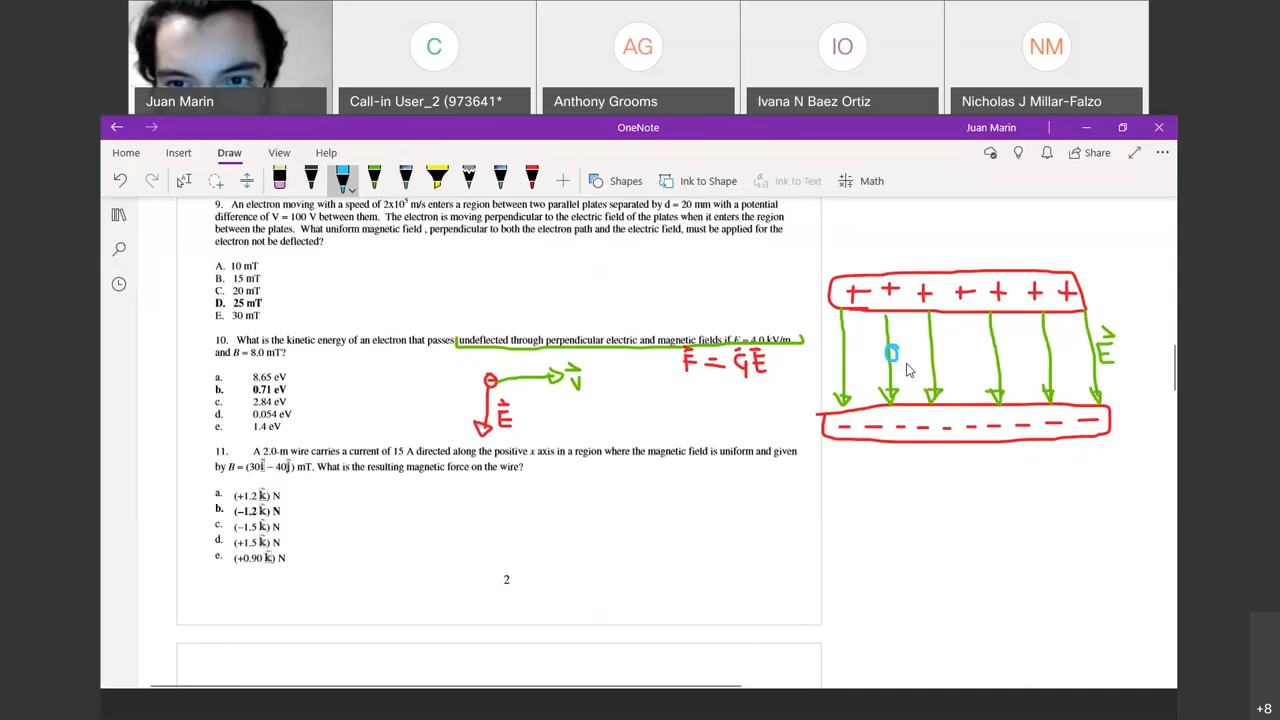 C
AG
IO
NM
Juan Marin
Call-in User_2 (973641*
Anthony Grooms
Ivana N Baez Ortiz
Nicholas J Millar-Falzo
OneNote
Juan Marin
Home Insert Draw View Help
Share
Shapes
Ink to Shape
Ink to Text
Math
9. An electron moving with a speed of 2x10⁵ m/s enters a region between two parallel plates separated by d = 20 mm with a potential
difference of V = 100 V between them. The electron is moving perpendicular to the electric field of the plates when it enters the region
between the plates. What uniform magnetic field , perpendicular to both the electron path and the electric field, must be applied for the
electron not be deflected?
A. 10 mT
B. 15 mT
C. 20 mT
D. 25 mT
E. 30 mT
10. What is the kinetic energy of an electron that passes undeflected through perpendicular electric and magnetic fields if E = 4.0 kV/m
and B = 8.0 mT?
a. 8.65 eV
b. 0.71 eV
c. 2.84 eV
d. 0.054 eV
e. 1.4 eV
F⃗ = qE⃗
V⃗
E⃗
+ + + + + + +
E⃗
- - - - - - - -
11. A 2.0-m wire carries a current of 15 A directed along the positive x axis in a region where the magnetic field is uniform and given
by B = (30î − 40ĵ) mT. What is the resulting magnetic force on the wire?
a. (+1.2 k̂) N
b. (−1.2 k̂) N
c. (−1.5 k̂) N
d. (+1.5 k̂) N
e. (+0.90 k̂) N
2
+8